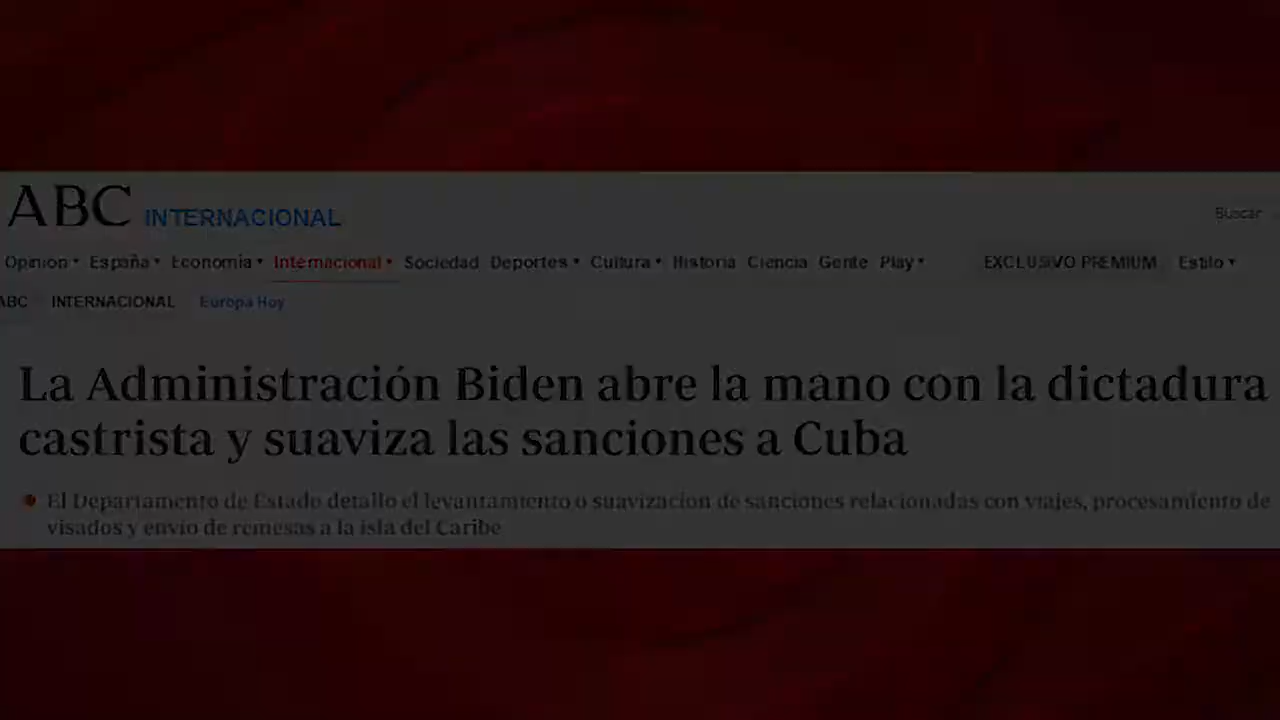 ABC INTERNACIONAL
Buscar
Opinión España Economía Internacional Sociedad Deportes Cultura Historia Ciencia Gente Play EXCLUSIVO PREMIUM Estilo
ABC INTERNACIONAL Europa Hoy
La Administración Biden abre la mano con la dictadura
castrista y suaviza las sanciones a Cuba
El Departamento de Estado detalló el levantamiento o suavización de sanciones relacionadas con viajes, procesamiento de
visados y envío de remesas a la isla del Caribe